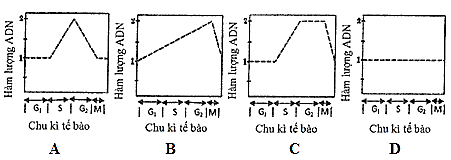 Hàm lượng ADN
2
1
G₁ S G₂ M
Chu kì tế bào
A
Hàm lượng ADN
2
1
G₁ S G₂ M
Chu kì tế bào
B
Hàm lượng ADN
2
1
G₁ S G₂ M
Chu kì tế bào
C
Hàm lượng ADN
2
1
G₁ S G₂ M
Chu kì tế bào
D